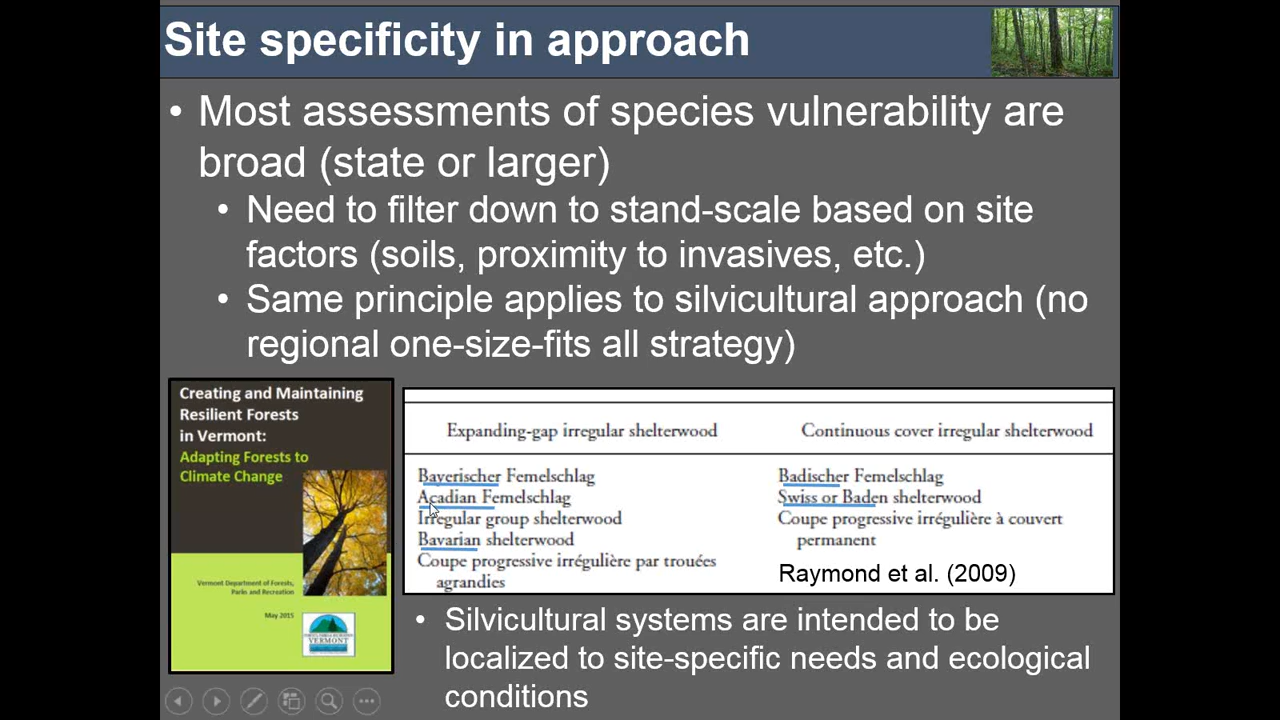 Site specificity in approach
• Most assessments of species vulnerability are
broad (state or larger)
• Need to filter down to stand-scale based on site
factors (soils, proximity to invasives, etc.)
• Same principle applies to silvicultural approach (no
regional one-size-fits all strategy)
Creating and Maintaining
Resilient Forests
in Vermont:
Adapting Forests to
Climate Change
Vermont Department of Forests,
Parks and Recreation
May 2015
VERMONT
Expanding-gap irregular shelterwood
Bayerischer Femelschlag
Acadian Femelschlag
Irregular group shelterwood
Bavarian shelterwood
Coupe progressive irrégulière par trouées
agrandies
Continuous cover irregular shelterwood
Badischer Femelschlag
Swiss or Baden shelterwood
Coupe progressive irrégulière à couvert
permanent
Raymond et al. (2009)
• Silvicultural systems are intended to be
localized to site-specific needs and ecological
conditions